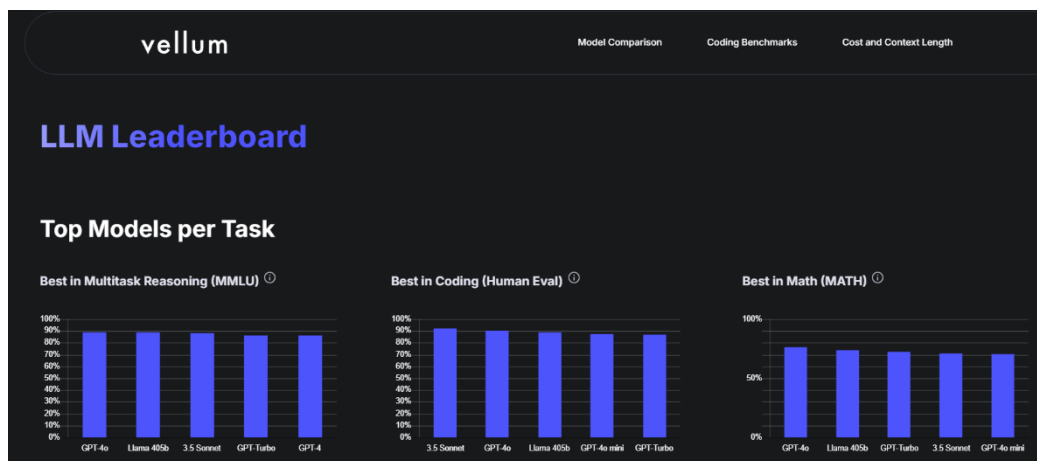 vellum
Model Comparison Coding Benchmarks Cost and Context Length
LLM Leaderboard
Top Models per Task
Best in Multitask Reasoning (MMLU)
100%
90%
80%
70%
60%
50%
40%
30%
20%
10%
0%
GPT-4o Llama 405b 3.5 Sonnet GPT-Turbo GPT-4
Best in Coding (Human Eval)
100%
90%
80%
70%
60%
50%
40%
30%
20%
10%
0%
3.5 Sonnet GPT-4o Llama 405b GPT-4o mini GPT-Turbo
Best in Math (MATH)
100%
50%
0%
GPT-4o Llama 405b GPT-Turbo 3.5 Sonnet GPT-4o mini